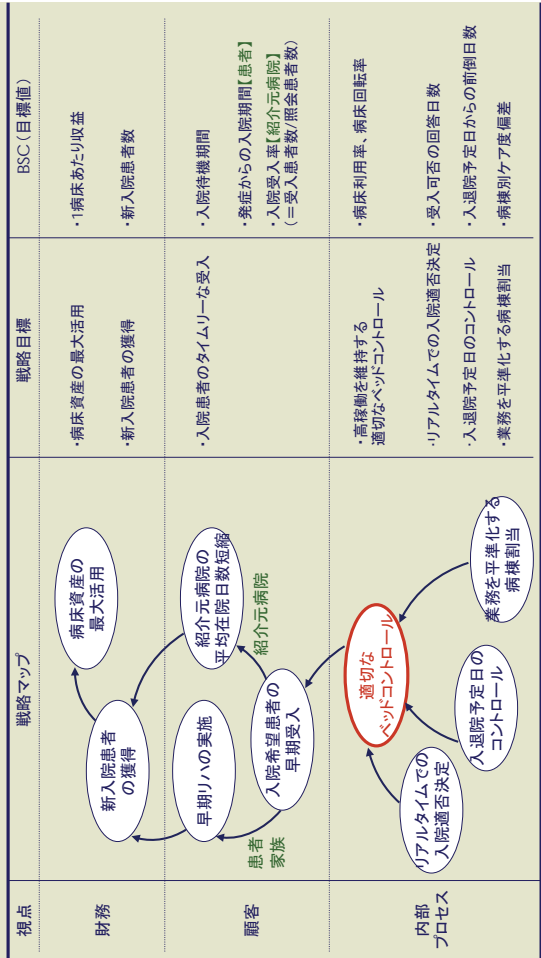 視点
戦略マップ
戦略目標
BSC(目標値)
財務
病床資産の
最大活用
新入院患者
の獲得
・病床資産の最大活用
・新入院患者の獲得
・1病床あたり収益
・新入院患者数
顧客
早期リハの実施
紹介元病院の
平均在院日数短縮
患者
家族
入院希望患者の
早期受入
紹介元病院
・入院患者のタイムリーな受入
・入院待機期間
・発症からの入院期間【患者】
・入院受入率【紹介元病院】
(=受入患者数/照会患者数)
内部
プロセス
適切な
ベッドコントロール
リアルタイムでの
入院適否決定
入退院予定日の
コントロール
業務を平準化する
病棟割当
・高稼働を維持する
適切なベッドコントロール
・リアルタイムでの入院適否決定
・入退院予定日のコントロール
・業務を平準化する病棟割当
・病床利用率、病床回転率
・受入可否の回答日数
・入退院予定日からの前倒日数
・病棟別ケア度偏差